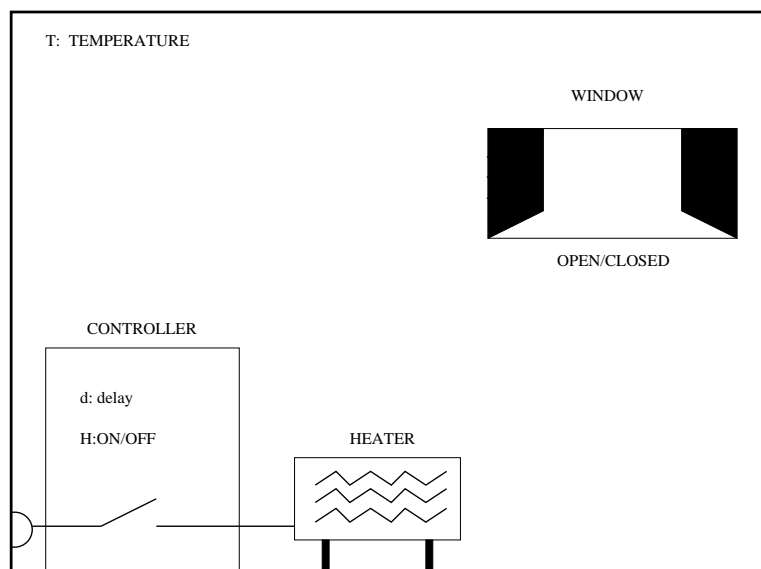 T: TEMPERATURE
WINDOW
OPEN/CLOSED
CONTROLLER
d: delay
H:ON/OFF
HEATER